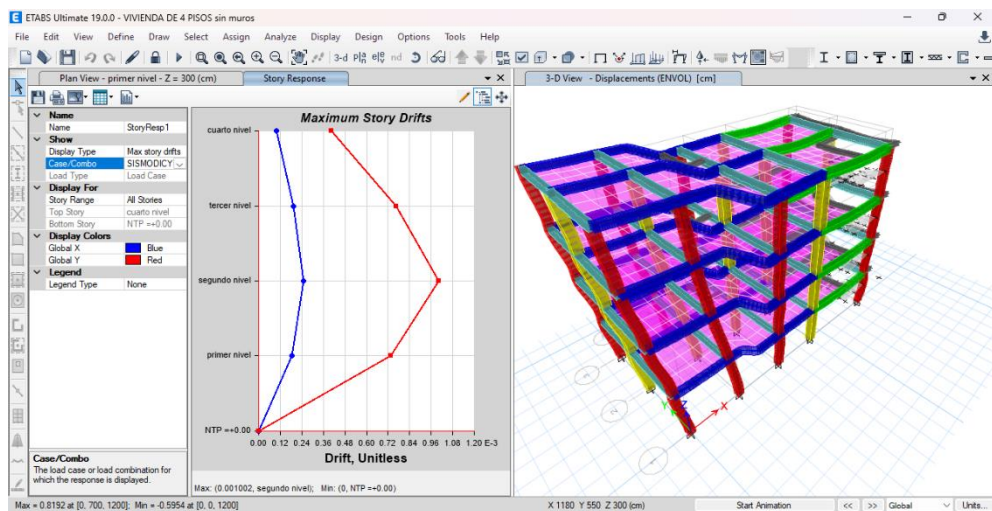 ETABS Ultimate 19.0.0 - VIVIENDA DE 4 PISOS sin muros
File Edit View Define Draw Select Assign Analyze Display Design Options Tools Help
3-d
nd
Plan View - primer nivel - Z = 300 (cm)
Story Response
3-D View - Displacements (ENVOL) [cm]
Name
Name StoryResp1
Show
Display Type Max story drifts
Case/Combo SISMODICY
Load Type Load Case
Display For
Story Range All Stories
Top Story cuarto nivel
Bottom Story NTP =+0.00
Display Colors
Global X Blue
Global Y Red
Legend
Legend Type None
Case/Combo
The load case or load combination for
which the response is displayed.
Maximum Story Drifts
cuarto nivel
tercer nivel
segundo nivel
primer nivel
NTP =+0.00
0.00 0.12 0.24 0.36 0.48 0.60 0.72 0.84 0.96 1.08 1.20 E-3
Drift, Unitless
Max: (0.001002, segundo nivel); Min: (0, NTP =+0.00)
Y Z X
Max = 0.8192 at [0, 700, 1200]; Min = -0.5954 at [0, 0, 1200]
X 1180 Y 550 Z 300 (cm)
Start Animation
<< >>
Global
Units...